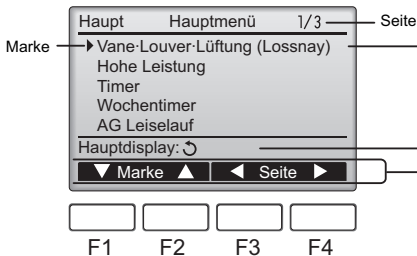 Haupt Hauptmenü 1/3 Seite
Marke Vane·Louver·Lüftung (Lossnay)
Hohe Leistung
Timer
Wochentimer
AG Leiselauf
Hauptdisplay:
Marke Seite
F1 F2 F3 F4